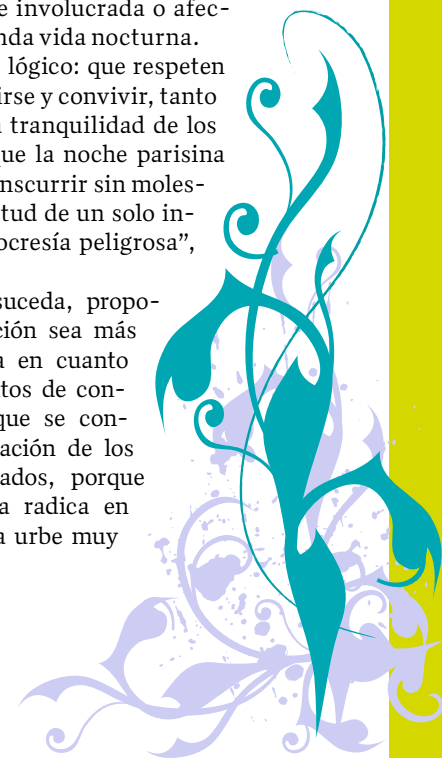 e involucrada o afec-
nda vida nocturna.
lógico: que respeten
irse y convivir, tanto
tranquilidad de los
que la noche parisina
nscurrir sin moles-
tud de un solo in-
ocresía peligrosa”,
suceda, propo-
ción sea más
a en cuanto
tos de con-
que se con-
ación de los
ados, porque
a radica en
a urbe muy